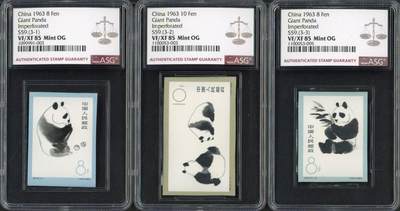 China 1963 8 Fen
Giant Panda
Imperforated
S59 (3-1)
VF/XF 85 Mint OG
ASG
AUTHENTICATED STAMP GUARANTY
中国人民邮政
8
China 1963 10 Fen
Giant Panda
Imperforated
S59 (3-2)
VF/XF 85 Mint OG
1100053-005
ASG
AUTHENTICATED STAMP GUARANTY
中国人民邮政
10
China 1963 8 Fen
Giant Panda
Imperforated
S59 (3-3)
VF/XF 85 Mint OG
1100053-006
ASG
AUTHENTICATED STAMP GUARANTY
中国人民邮政
8